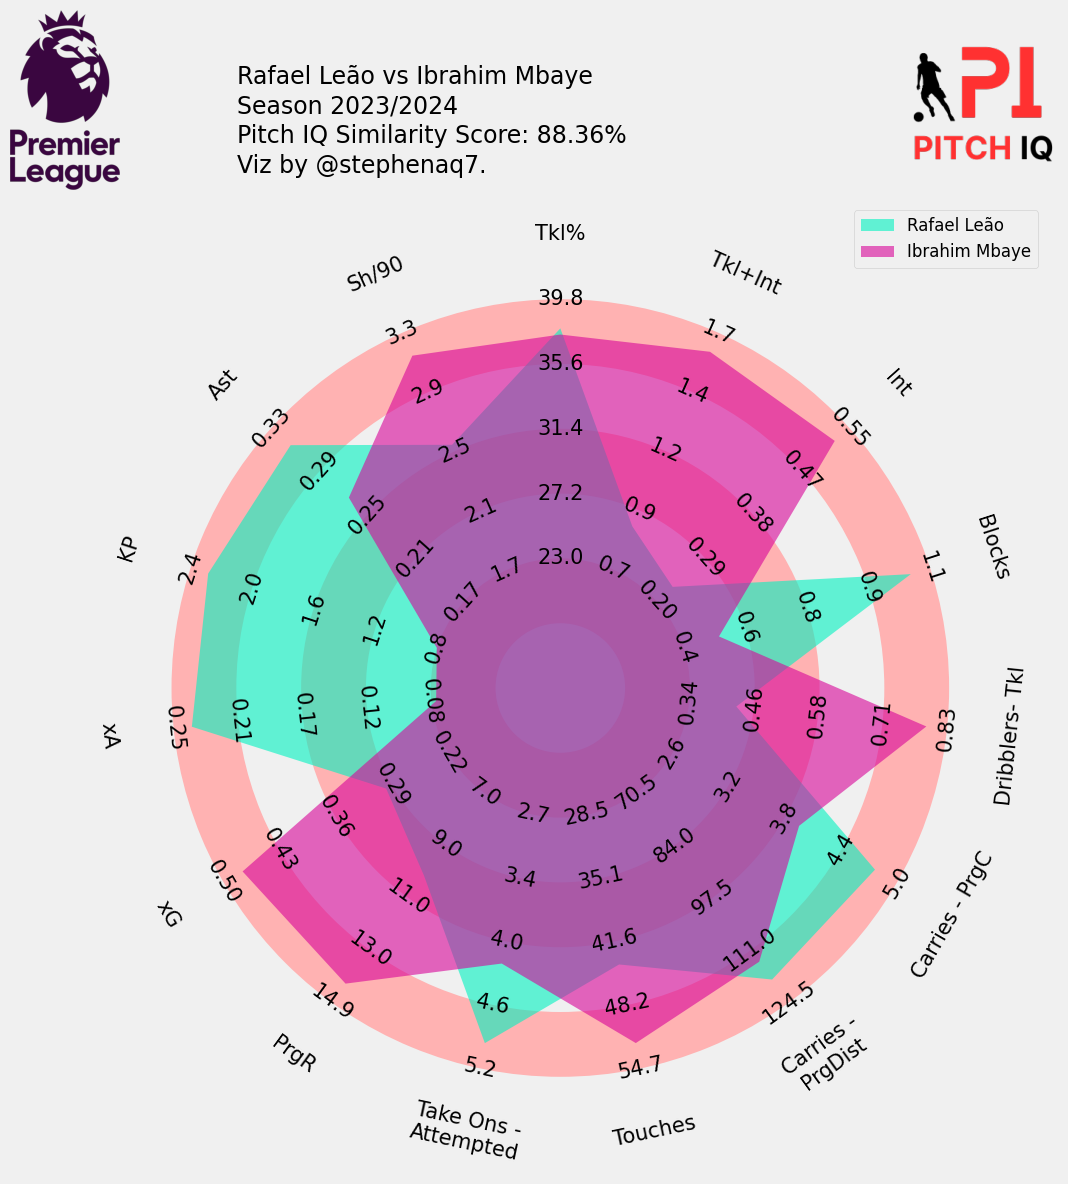 Premier
League
Rafael Leão vs Ibrahim Mbaye
Season 2023/2024
Pitch IQ Similarity Score: 88.36%
Viz by @stephenaq7.
PI
PITCH IQ
Rafael Leão
Ibrahim Mbaye
Tkl%
39.8
35.6
31.4
27.2
23.0
Tkl+Int
1.7
1.4
1.2
0.9
0.7
Int
0.55
0.47
0.38
0.29
0.20
Blocks
1.1
0.9
0.8
0.6
0.4
Dribblers- Tkl
0.83
0.71
0.58
0.46
0.34
Carries - PrgC
5.0
4.4
3.8
3.2
2.6
Carries -
PrgDist
124.5
111.0
97.5
84.0
70.5
Touches
54.7
48.2
41.6
35.1
28.5
Take Ons -
Attempted
5.2
4.6
4.0
3.4
2.7
PrgR
14.9
13.0
11.0
9.0
7.0
xG
0.50
0.43
0.36
0.29
0.22
xA
0.25
0.21
0.17
0.12
0.08
KP
2.4
2.0
1.6
1.2
0.8
Ast
0.33
0.29
0.25
0.21
0.17
Sh/90
3.3
2.9
2.5
2.1
1.7